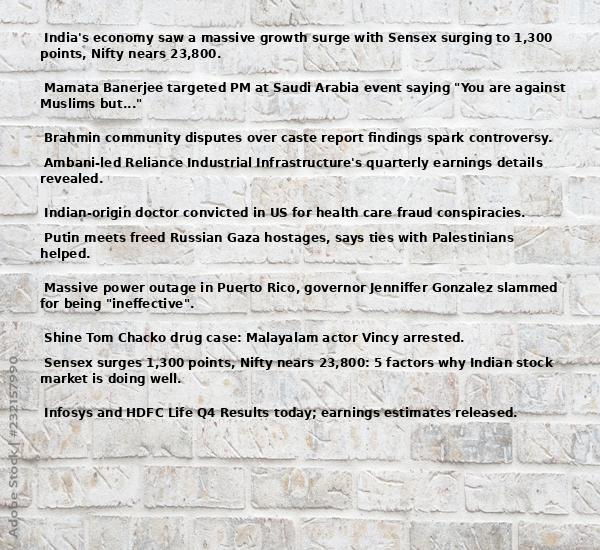 India's economy saw a massive growth surge with Sensex surging to 1,300
points, Nifty nears 23,800.
Mamata Banerjee targeted PM at Saudi Arabia event saying "You are against
Muslims but..."
Brahmin community disputes over caste report findings spark controversy.
Ambani-led Reliance Industrial Infrastructure's quarterly earnings details
revealed.
Indian-origin doctor convicted in US for health care fraud conspiracies.
Putin meets freed Russian Gaza hostages, says ties with Palestinians
helped.
Massive power outage in Puerto Rico, governor Jenniffer Gonzalez slammed
for being "ineffective".
Shine Tom Chacko drug case: Malayalam actor Vincy arrested.
Sensex surges 1,300 points, Nifty nears 23,800: 5 factors why Indian stock
market is doing well.
Infosys and HDFC Life Q4 Results today; earnings estimates released.
Adobe Stock | #232157990